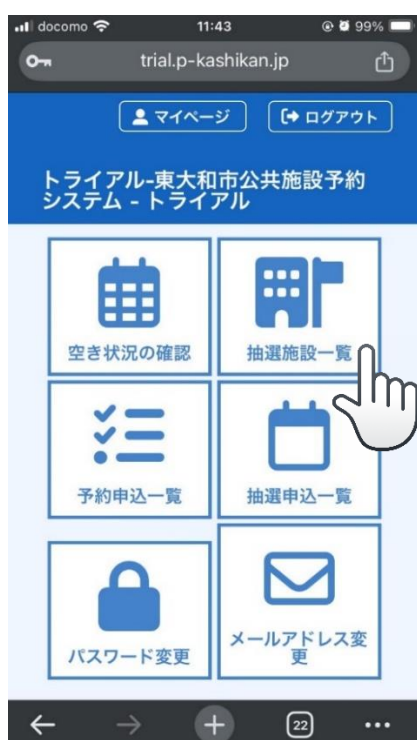 docomo 11:43 99%
trial.p-kashikan.jp
マイページ ログアウト
トライアル-東大和市公共施設予約
システム - トライアル
空き状況の確認 抽選施設一覧
予約申込一覧 抽選申込一覧
パスワード変更 メールアドレス変
更
22